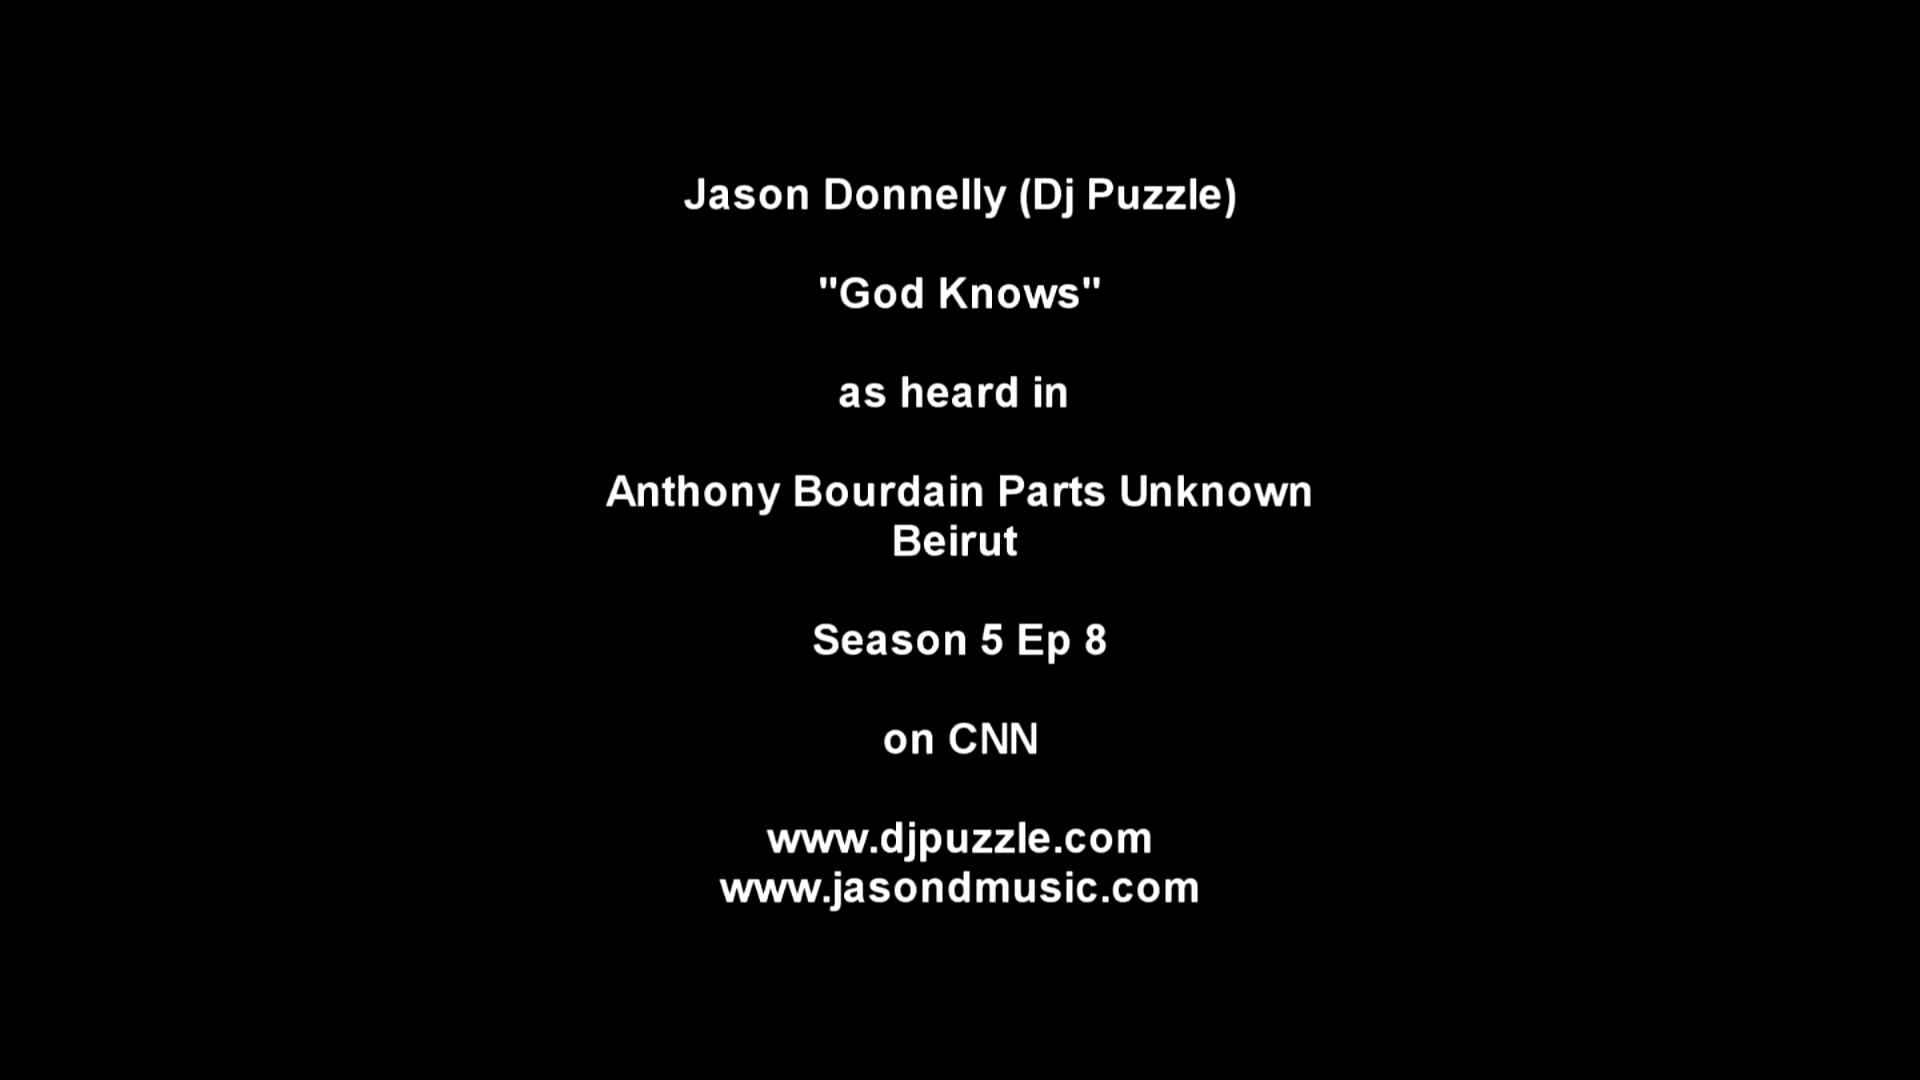 Jason Donnelly (Dj Puzzle)
"God Knows"
as heard in
Anthony Bourdain Parts Unknown
Beirut
Season 5 Ep 8
on CNN
www.djpuzzle.com
www.jasondmusic.com